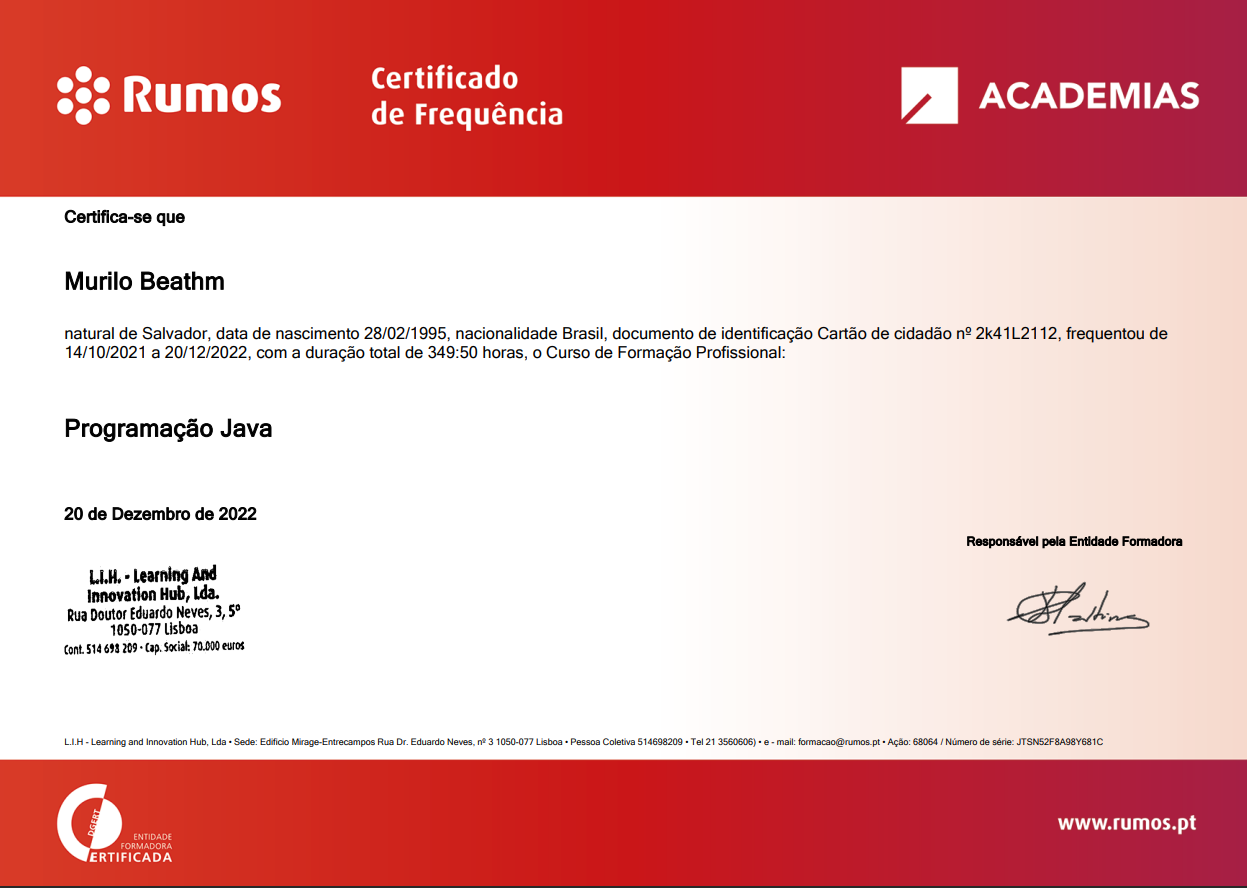 Rumos
Certificado
de Frequência
ACADEMIAS
Certifica-se que
Murilo Beathm
natural de Salvador, data de nascimento 28/02/1995, nacionalidade Brasil, documento de identificação Cartão de cidadão nº 2k41L2112, frequentou de
14/10/2021 a 20/12/2022, com a duração total de 349:50 horas, o Curso de Formação Profissional:
Programação Java
20 de Dezembro de 2022
Responsável pela Entidade Formadora
L.I.H. - Learning And
Innovation Hub, Lda.
Rua Doutor Eduardo Neves, 3, 5º
1050-077 Lisboa
Cont. 514 698 209 • Cap. Social: 70.000 euros
L.I.H - Learning and Innovation Hub, Lda • Sede: Edificio Mirage-Entrecampos Rua Dr. Eduardo Neves, nº 3 1050-077 Lisboa • Pessoa Coletiva 514698209 • Tel 21 3560606) • e - mail: formacao@rumos.pt • Ação: 68064 / Número de série: JTSN52F8A98Y681C
DGERT
ENTIDADE
FORMADORA
CERTIFICADA
www.rumos.pt